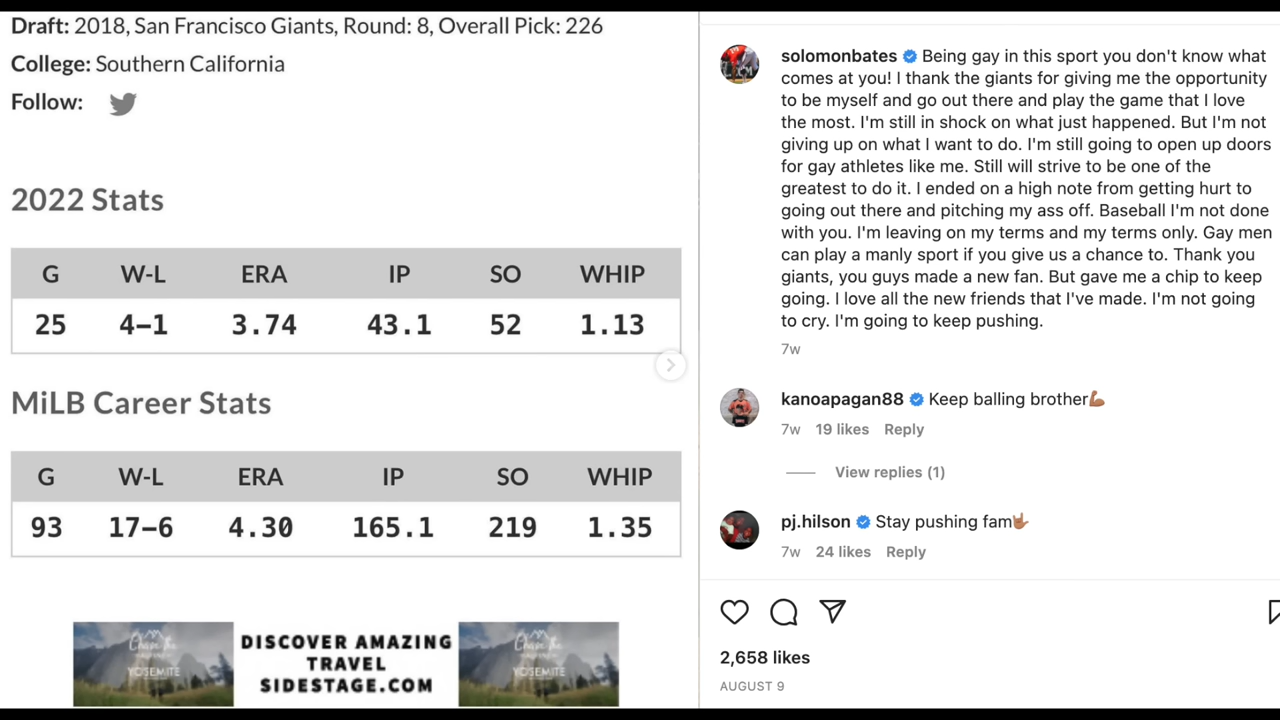 Draft: 2018, San Francisco Giants, Round: 8, Overall Pick: 226
College: Southern California
Follow:
2022 Stats
G W-L ERA IP SO WHIP
25 4–1 3.74 43.1 52 1.13
MiLB Career Stats
G W-L ERA IP SO WHIP
93 17–6 4.30 165.1 219 1.35
Chase the
YOSEMITE
DISCOVER AMAZING
TRAVEL
SIDESTAGE.COM
Chase the
YOSEMITE
solomonbates Being gay in this sport you don't know what
comes at you! I thank the giants for giving me the opportunity
to be myself and go out there and play the game that I love
the most. I'm still in shock on what just happened. But I'm not
giving up on what I want to do. I'm still going to open up doors
for gay athletes like me. Still will strive to be one of the
greatest to do it. I ended on a high note from getting hurt to
going out there and pitching my ass off. Baseball I'm not done
with you. I'm leaving on my terms and my terms only. Gay men
can play a manly sport if you give us a chance to. Thank you
giants, you guys made a new fan. But gave me a chip to keep
going. I love all the new friends that I've made. I'm not going
to cry. I'm going to keep pushing.
7w
kanoapagan88 Keep balling brother💪🏾
7w 19 likes Reply
View replies (1)
pj.hilson Stay pushing fam🤟🏽
7w 24 likes Reply
2,658 likes
AUGUST 9